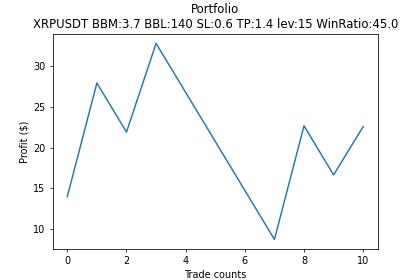 Portfolio
XRPUSDT BBM:3.7 BBL:140 SL:0.6 TP:1.4 lev:15 WinRatio:45.0
30
25
20
15
10
Profit ($)
0 2 4 6 8 10
Trade counts